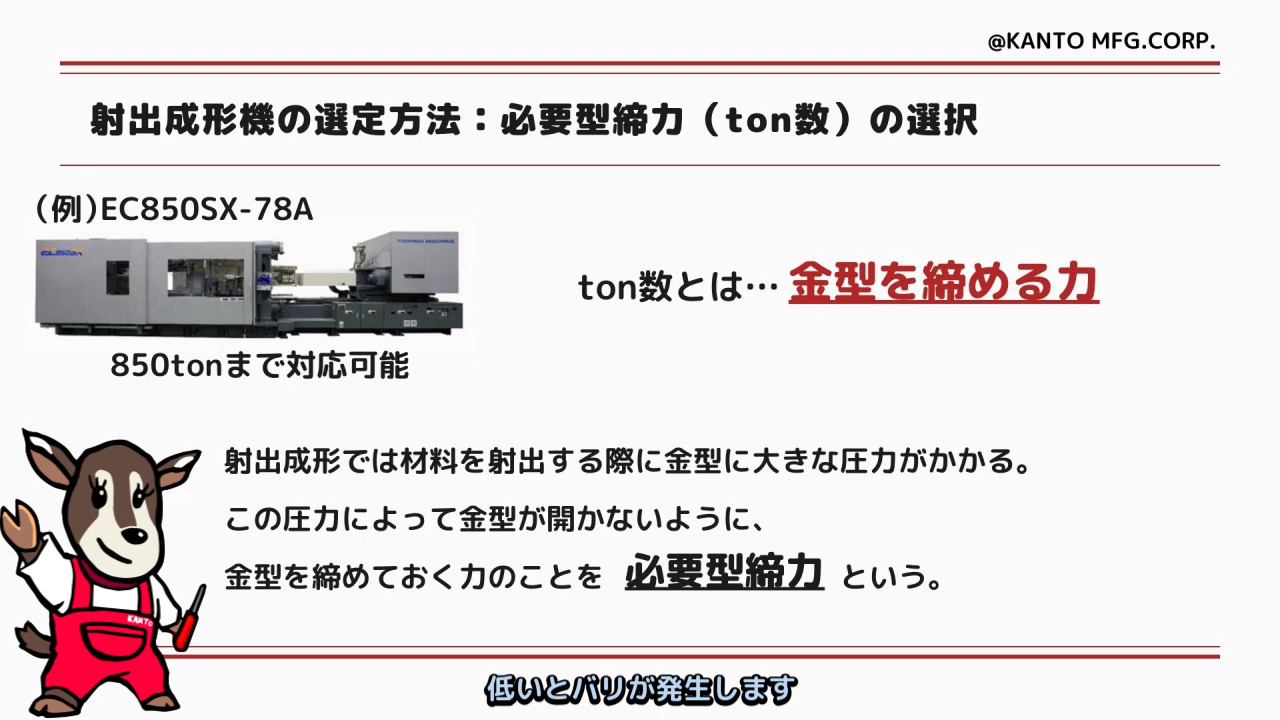 @KANTO MFG.CORP.
射出成形機の選定方法：必要型締力（ton数）の選択
(例)EC850SX-78A
TOSHIBA MACHINE
850tonまで対応可能
ton数とは… 金型を締める力
射出成形では材料を射出する際に金型に大きな圧力がかかる。
この圧力によって金型が開かないように、
金型を締めておく力のことを 必要型締力 という。
KANTO
低いとバリが発生します